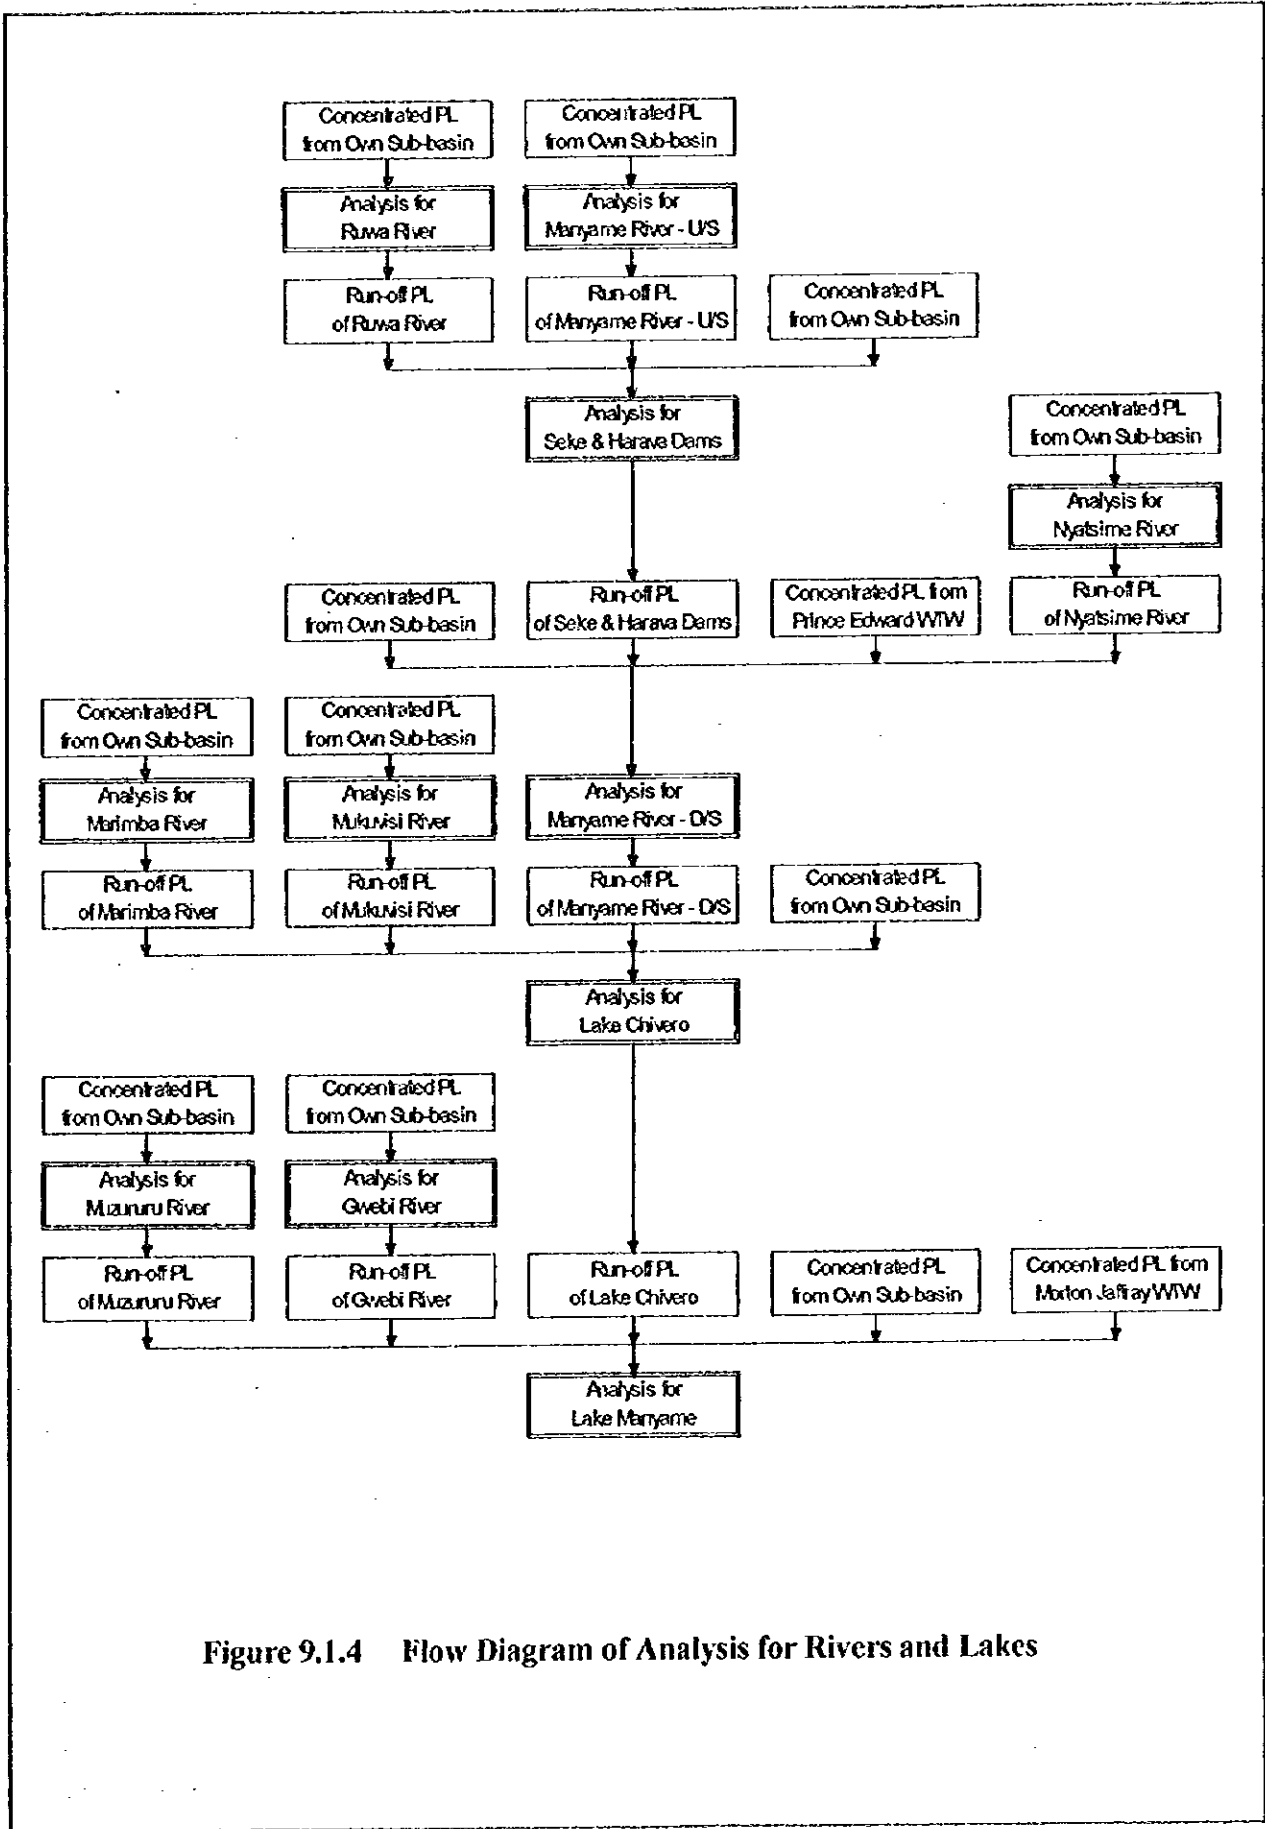 Concentrated PL
from Own Sub-basin
Concentrated PL
from Own Sub-basin
Analysis for
Ruwa River
Analysis for
Manyame River - U/S
Run-off PL
of Ruwa River
Run-off PL
of Manyame River - U/S
Concentrated PL
from Own Sub-basin
Analysis for
Seke & Harava Dams
Concentrated PL
from Own Sub-basin
Analysis for
Nyatsime River
Concentrated PL
from Own Sub-basin
Run-off PL
of Seke & Harava Dams
Concentrated PL from
Prince Edward WTW
Run-off PL
of Nyatsime River
Concentrated PL
from Own Sub-basin
Concentrated PL
from Own Sub-basin
Analysis for
Marimba River
Analysis for
Mukuvisi River
Analysis for
Manyame River - D/S
Run-off PL
of Marimba River
Run-off PL
of Mukuvisi River
Run-off PL
of Manyame River - D/S
Concentrated PL
from Own Sub-basin
Analysis for
Lake Chivero
Concentrated PL
from Own Sub-basin
Concentrated PL
from Own Sub-basin
Analysis for
Muzururu River
Analysis for
Gwebi River
Run-off PL
of Muzururu River
Run-off PL
of Gwebi River
Run-off PL
of Lake Chivero
Concentrated PL
from Own Sub-basin
Concentrated PL from
Morton Jaffray WTW
Analysis for
Lake Manyame
Figure 9.1.4 Flow Diagram of Analysis for Rivers and Lakes